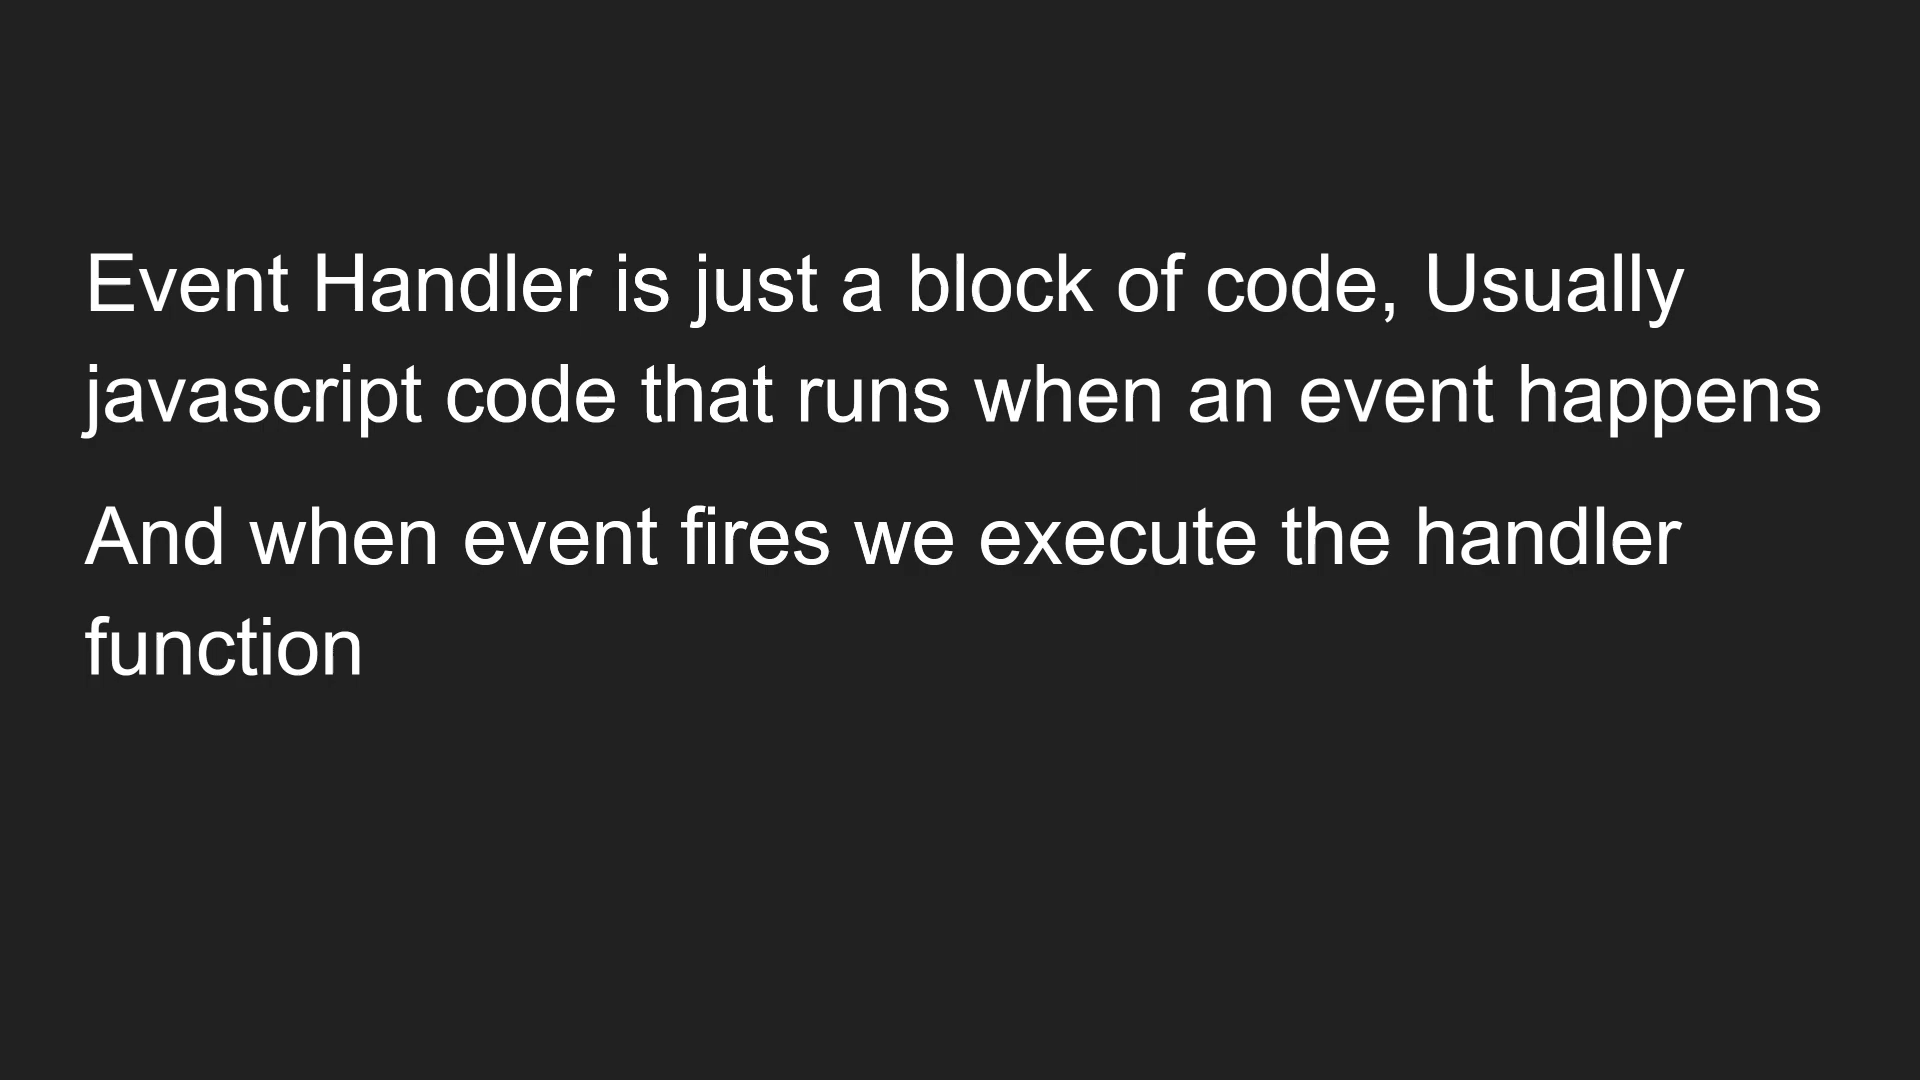 Event Handler is just a block of code, Usually
javascript code that runs when an event happens
And when event fires we execute the handler
function